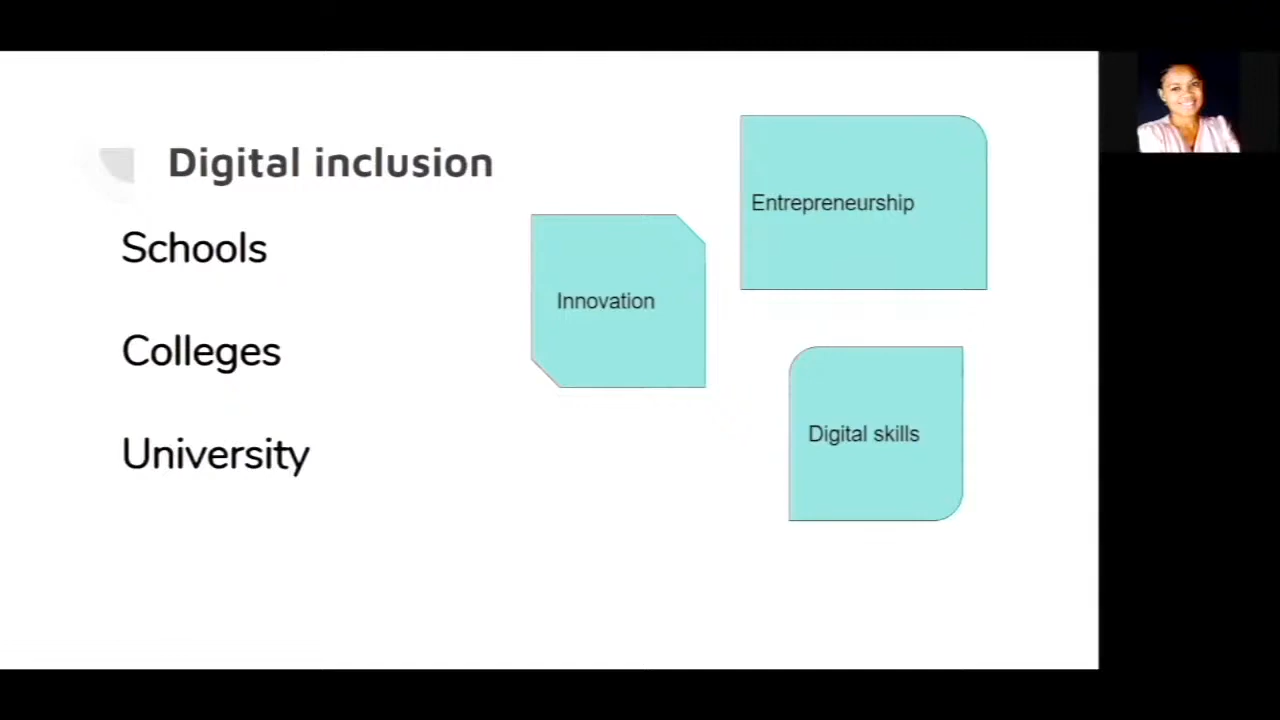 Digital inclusion
Schools
Colleges
University
Entrepreneurship
Innovation
Digital skills